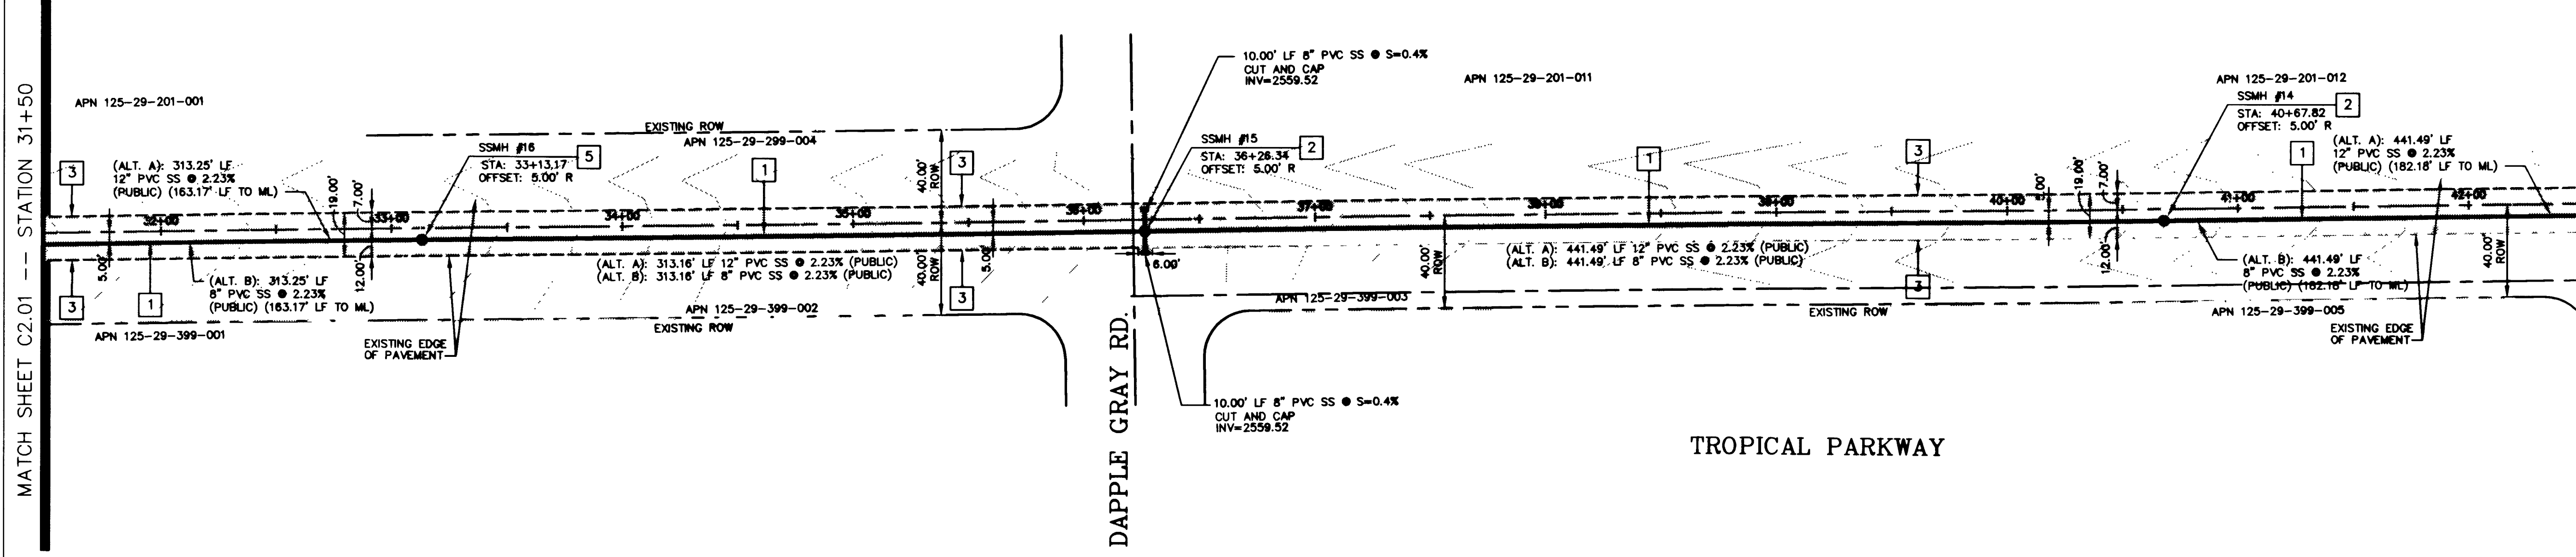 MATCH SHEET C2.01 -- STATION 31+50
APN 125-29-201-001
3
(ALT. A): 313.25' LF
12" PVC SS @ 2.23%
(PUBLIC) (163.17' LF TO ML)
19.00'
7.00'
EXISTING ROW
APN 125-29-299-004
SSMH #16
5
STA: 33+13.17
OFFSET: 5.00' R
1
40.00'
ROW
3
10.00' LF 8" PVC SS @ S=0.4%
CUT AND CAP
INV=2559.52
SSMH #15
2
STA: 36+26.34
OFFSET: 5.00' R
APN 125-29-201-011
1
3
APN 125-29-201-012
SSMH #14
2
STA: 40+67.82
OFFSET: 5.00' R
(ALT. A): 441.49' LF
12" PVC SS @ 2.23%
(PUBLIC) (182.18' LF TO ML)
1
5.00'
19.00'
7.00'
32+00
33+00
34+00
35+00
36+00
37+00
38+00
39+00
40+00
41+00
42+00
5.00'
3
1
(ALT. B): 313.25' LF
8" PVC SS @ 2.23%
(PUBLIC) (163.17' LF TO ML)
12.00'
APN 125-29-399-001
EXISTING EDGE
OF PAVEMENT
(ALT. A): 313.16' LF 12" PVC SS @ 2.23% (PUBLIC)
(ALT. B): 313.16' LF 8" PVC SS @ 2.23% (PUBLIC)
APN 125-29-399-002
EXISTING ROW
40.00'
ROW
3
5.00'
6.00'
10.00' LF 8" PVC SS @ S=0.4%
CUT AND CAP
INV=2559.52
DAPPLE GRAY RD.
APN 125-29-399-003
40.00'
ROW
(ALT. A): 441.49' LF 12" PVC SS @ 2.23% (PUBLIC)
(ALT. B): 441.49' LF 8" PVC SS @ 2.23% (PUBLIC)
EXISTING ROW
3
12.00'
(ALT. B): 441.49' LF
8" PVC SS @ 2.23%
(PUBLIC) (182.18' LF TO ML)
APN 125-29-399-005
EXISTING EDGE
OF PAVEMENT
40.00'
ROW
TROPICAL PARKWAY